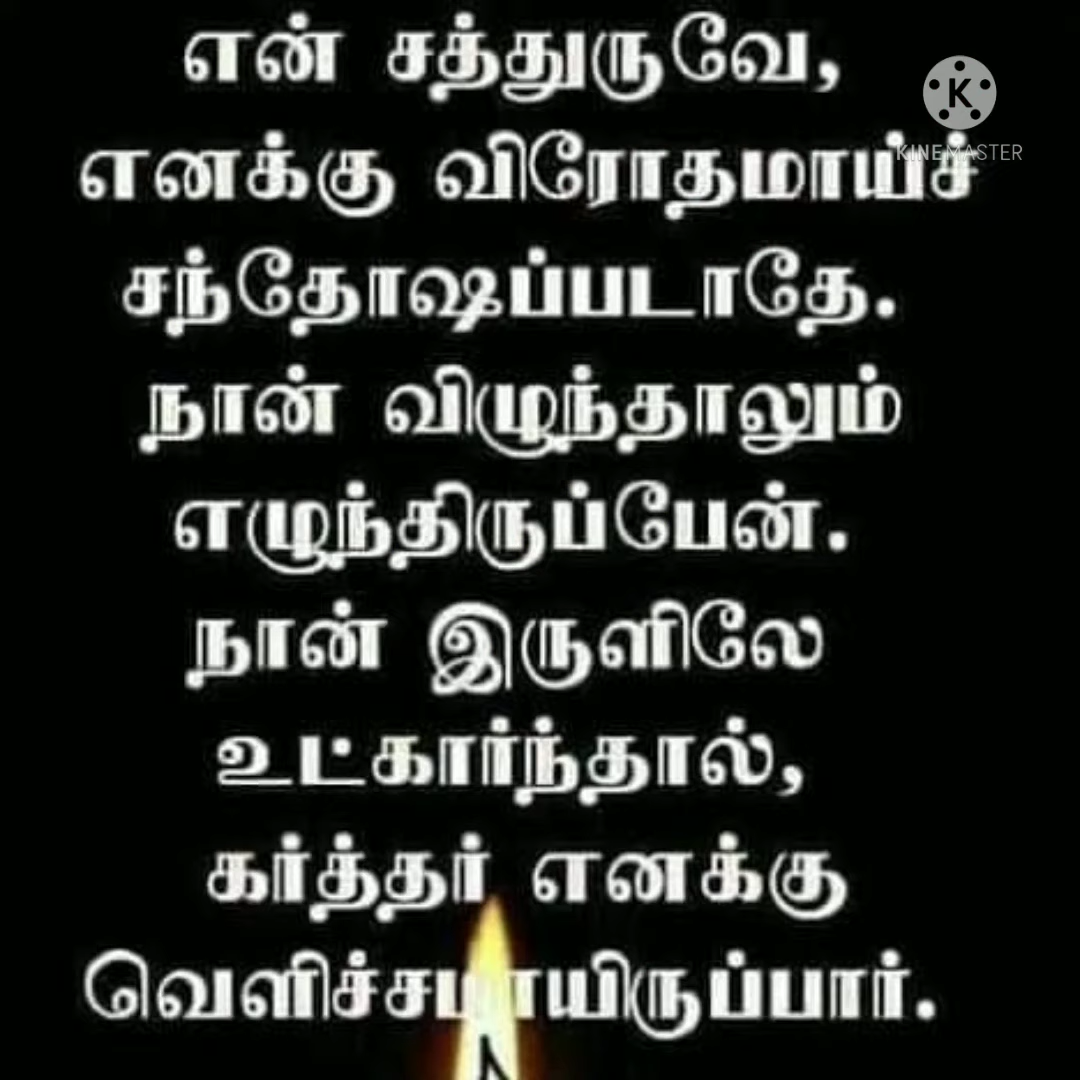 என் சத்துருவே,
எனக்கு விரோதமாய்ச்
சந்தோஷப்படாதே.
நான் விழுந்தாலும்
எழுந்திருப்பேன்.
நான் இருளிலே
உட்கார்ந்தால்,
கர்த்தர் எனக்கு
வெளிச்சமாயிருப்பார்.
K
KINEMASTER